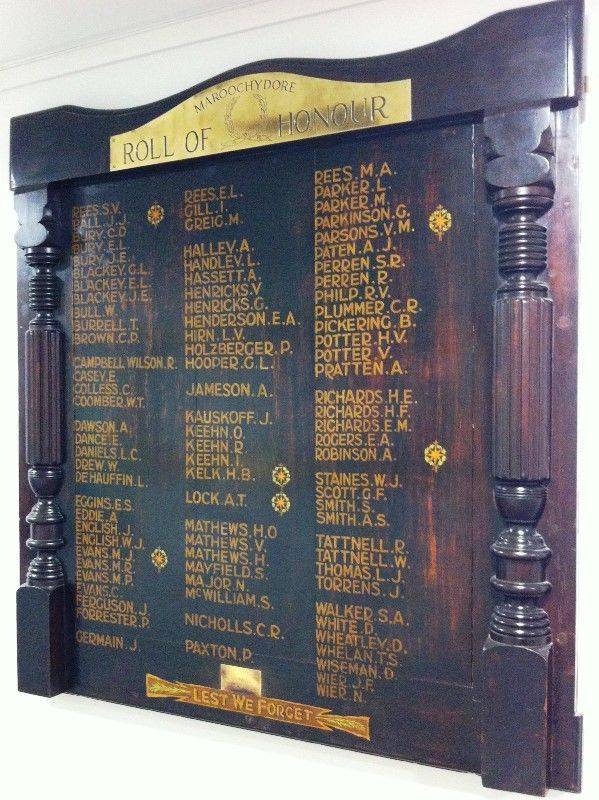 MAROOCHYDORE
ROLL OF HONOUR
REES.S.V.
BALL.I.J.
BURY.C.D
BURY.E.L
BURY.J.E.
BLACKEY.G.L.
BLACKEY.E.L.
BLACKEY.J.E.
BULL.W.
BURRELL.T.
BROWN.C.P.
CAMPBELL WILSON.R.
CASEY.E.
COLLESS.C.
COOMBER.W.T.
DAWSON.A.
DANCE.E.
DANIELS.L.C.
DREW.W.
DEHAUFFIN.L.
EGGINS.E.S.
EDDIE.A.
ENGLISH.J.
ENGLISH.W.J.
EVANS.M.J
EVANS.M.R.
EVANS.M.P.
EVANS.C.
FERGUSON.J.
FORRESTER.P.
GERMAIN.J.
REES.E.L.
GILL.I.
GREIG.M.
HALLEY.A.
HANDLEY.L.
HASSETT.A.
HENRICKS.V
HENRICKS.G.
HENDERSON.E.A.
HIRN.L.V.
HOLZBERGER.P.
HOOPER.G.L.
JAMESON.A.
KAUSKOFF.J.
KEEHN.O.
KEEHN.R.
KEEHN.I.
KELK.H.B.
LOCK.A.T.
MATHEWS.H.O
MATHEWS.V.
MATHEWS.H.
MAYFIELD.S.
MAJOR.N.
McWILLIAM.S.
NICHOLLS.C.R.
PAXTON.P.
REES.M.A.
PARKER.L.
PARKER.M.
PARKINSON.G.
PARSONS.V.M.
PATEN.A.J.
PERREN.S.R.
PERREN.R.
PHILP.R.V.
PLUMMER.C.R.
PICKERING.B.
POTTER.H.V.
POTTER.V.
PRATTEN.A.
RICHARDS.H.E.
RICHARDS.H.F.
RICHARDS.E.M.
ROGERS.E.A.
ROBINSON.A.
STAINES.W.J.
SCOTT.G.F.
SMITH.S.
SMITH.A.S.
TATTNELL.R.
TATTNELL.W.
THOMAS.L.J.
TORRENS.J.
WALKER.S.A.
WHITE.D.
WHEATLEY.D.
WHELAN.T.S.
WISEMAN.D.
WIER.J.F.
WIER.N.
LEST WE FORGET